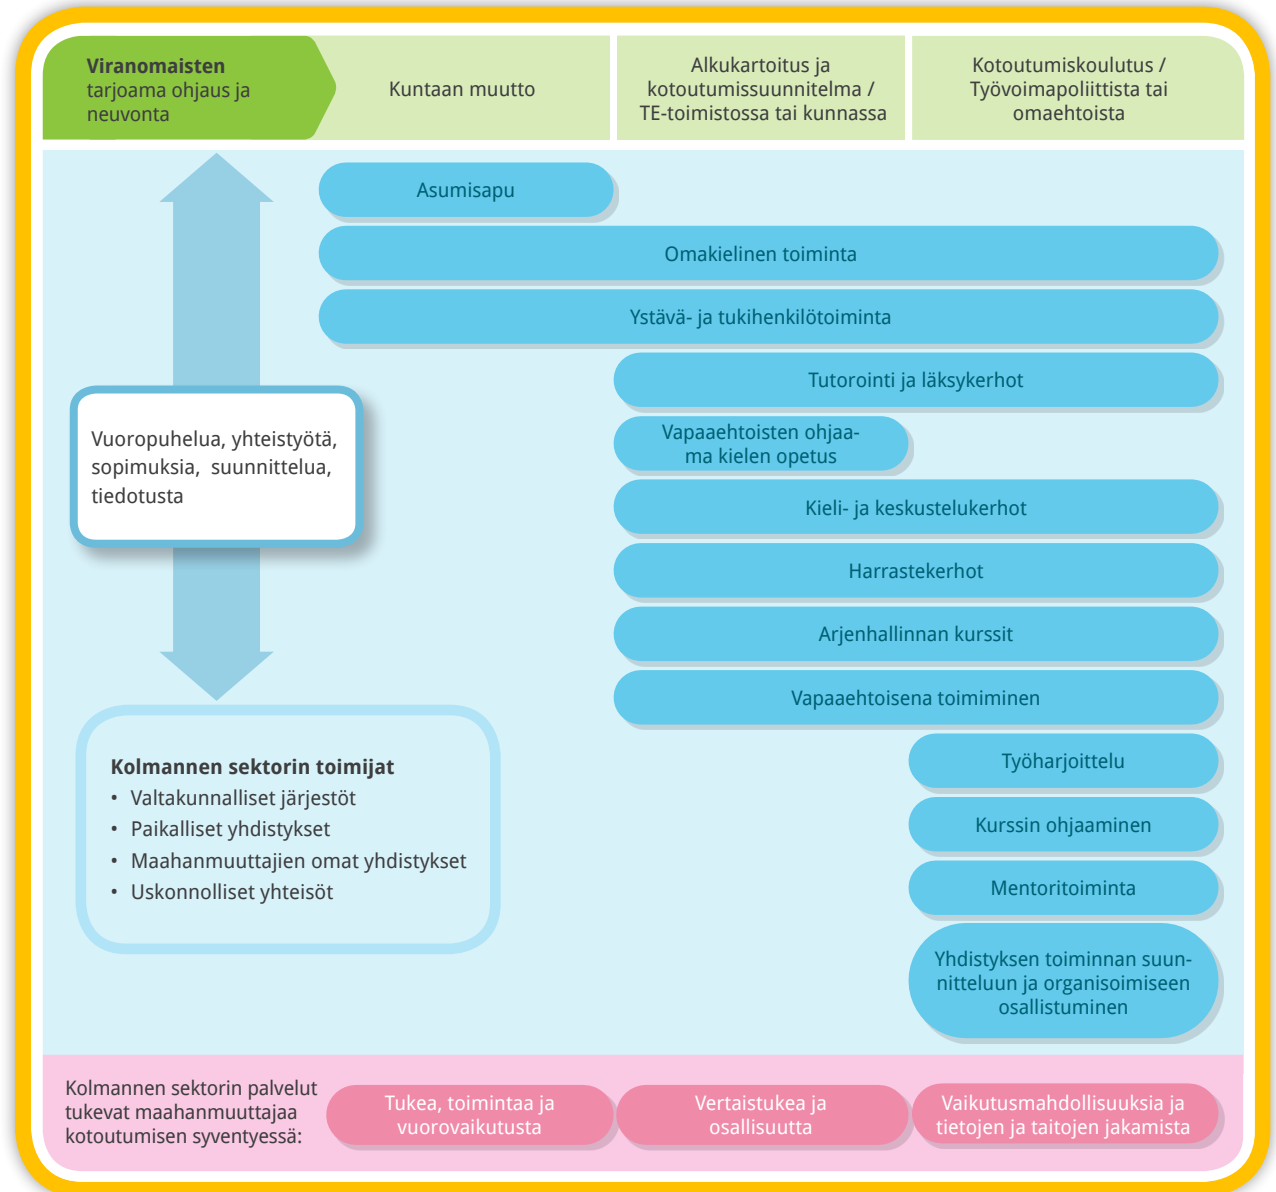 Viranomaisten
tarjoama ohjaus ja
neuvonta
Kuntaan muutto
Alkukartoitus ja
kotoutumissuunnitelma /
TE-toimistossa tai kunnassa
Kotoutumiskoulutus /
Työvoimapoliittista tai
omaehtoista
Asumisapu
Omakielinen toiminta
Ystävä- ja tukihenkilötoiminta
Tutorointi ja läksykerhot
Vapaaehtoisten ohjaa-
ma kielen opetus
Kieli- ja keskustelukerhot
Harrastekerhot
Arjenhallinnan kurssit
Vapaaehtoisena toimiminen
Työharjoittelu
Kurssin ohjaaminen
Mentoritoiminta
Yhdistyksen toiminnan suun-
nitteluun ja organisoimiseen
osallistuminen
Vuoropuhelua, yhteistyötä,
sopimuksia, suunnittelua,
tiedotusta
Kolmannen sektorin toimijat
• Valtakunnalliset järjestöt
• Paikalliset yhdistykset
• Maahanmuuttajien omat yhdistykset
• Uskonnolliset yhteisöt
Kolmannen sektorin palvelut
tukevat maahanmuuttajaa
kotoutumisen syventyessä:
Tukea, toimintaa ja
vuorovaikutusta
Vertaistukea ja
osallisuutta
Vaikutusmahdollisuuksia ja
tietojen ja taitojen jakamista